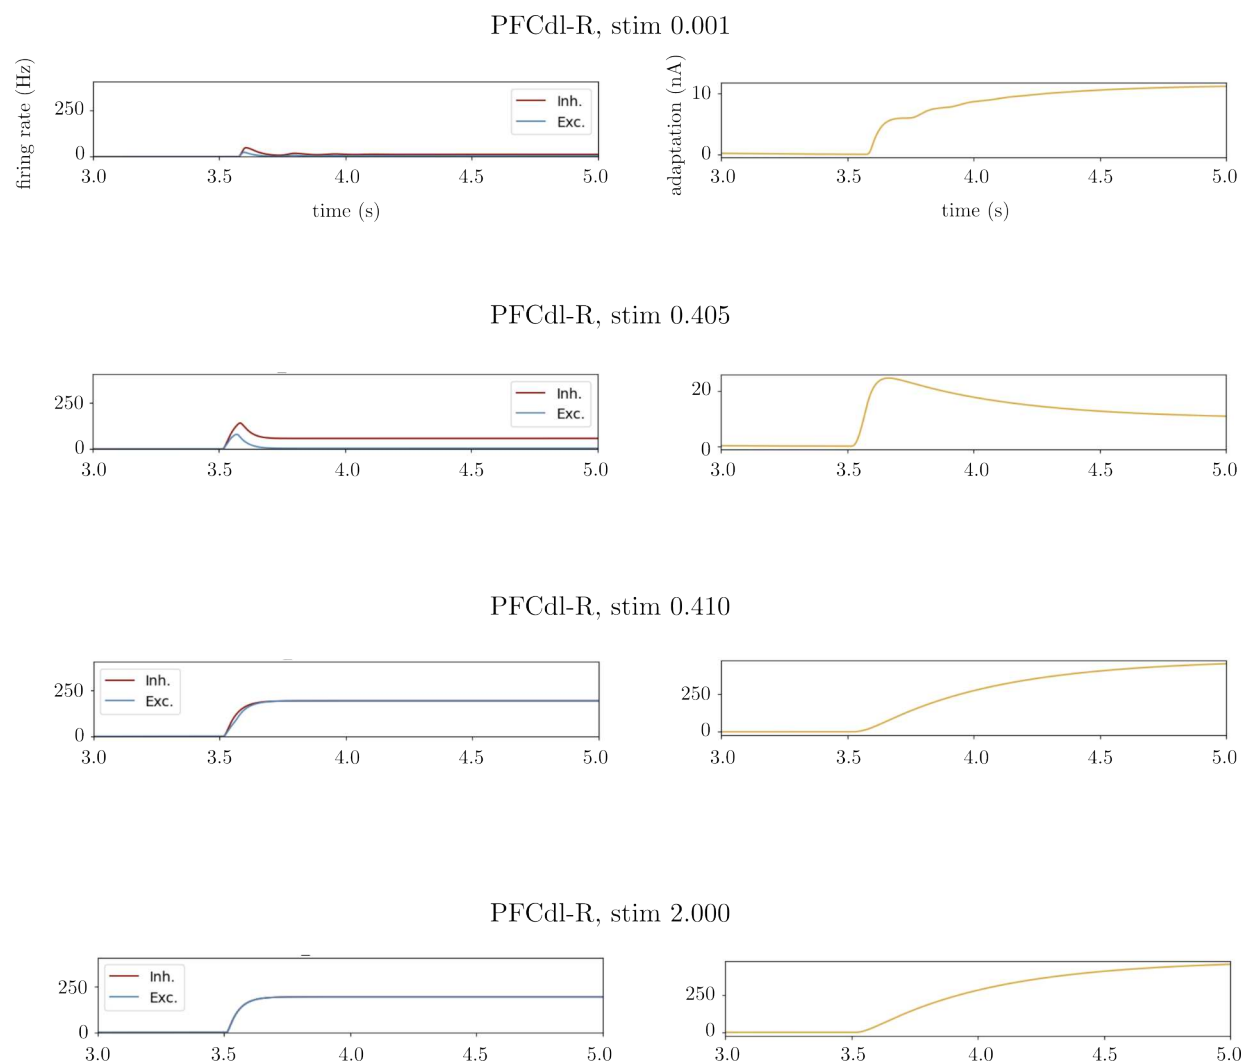 PFCdl-R, stim 0.001
firing rate (Hz)
250
0
Inh.
Exc.
3.0 3.5 4.0 4.5 5.0
time (s)
adaptation (nA)
10
0
3.0 3.5 4.0 4.5 5.0
time (s)
PFCdl-R, stim 0.405
250
0
Inh.
Exc.
3.0 3.5 4.0 4.5 5.0
20
0
3.0 3.5 4.0 4.5 5.0
PFCdl-R, stim 0.410
250
0
Inh.
Exc.
3.0 3.5 4.0 4.5 5.0
250
0
3.0 3.5 4.0 4.5 5.0
PFCdl-R, stim 2.000
250
0
Inh.
Exc.
3.0 3.5 4.0 4.5 5.0
250
0
3.0 3.5 4.0 4.5 5.0